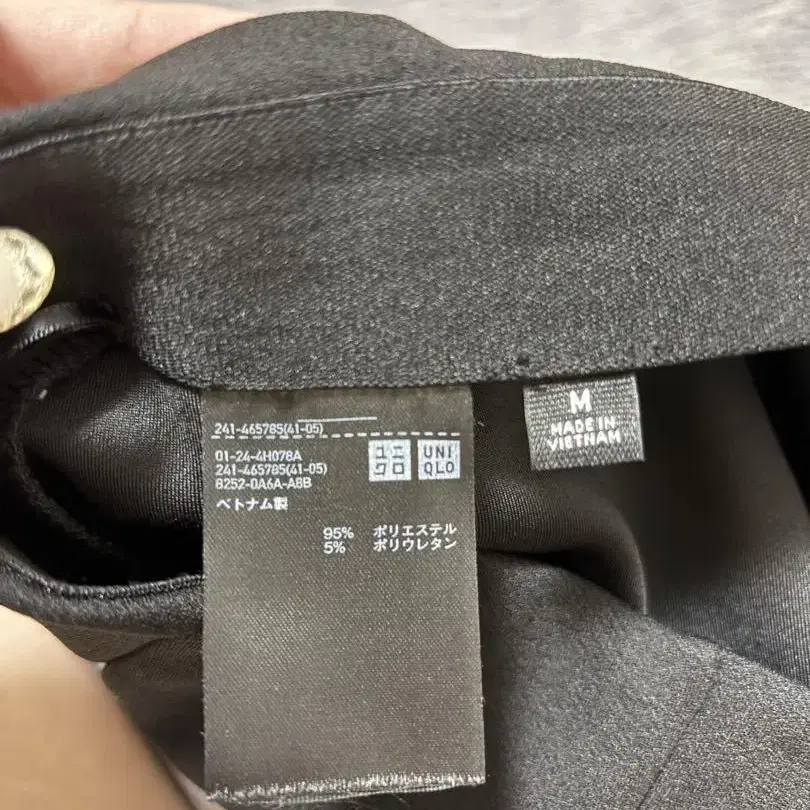 241-465785(41-05)
01-24-4H078A
241-465785(41-05)
8252-0A6A-A8B
ベトナム製
ユニ
クロ
UNI
QLO
95% ポリエステル
5% ポリウレタン
M
MADE IN
VIETNAM